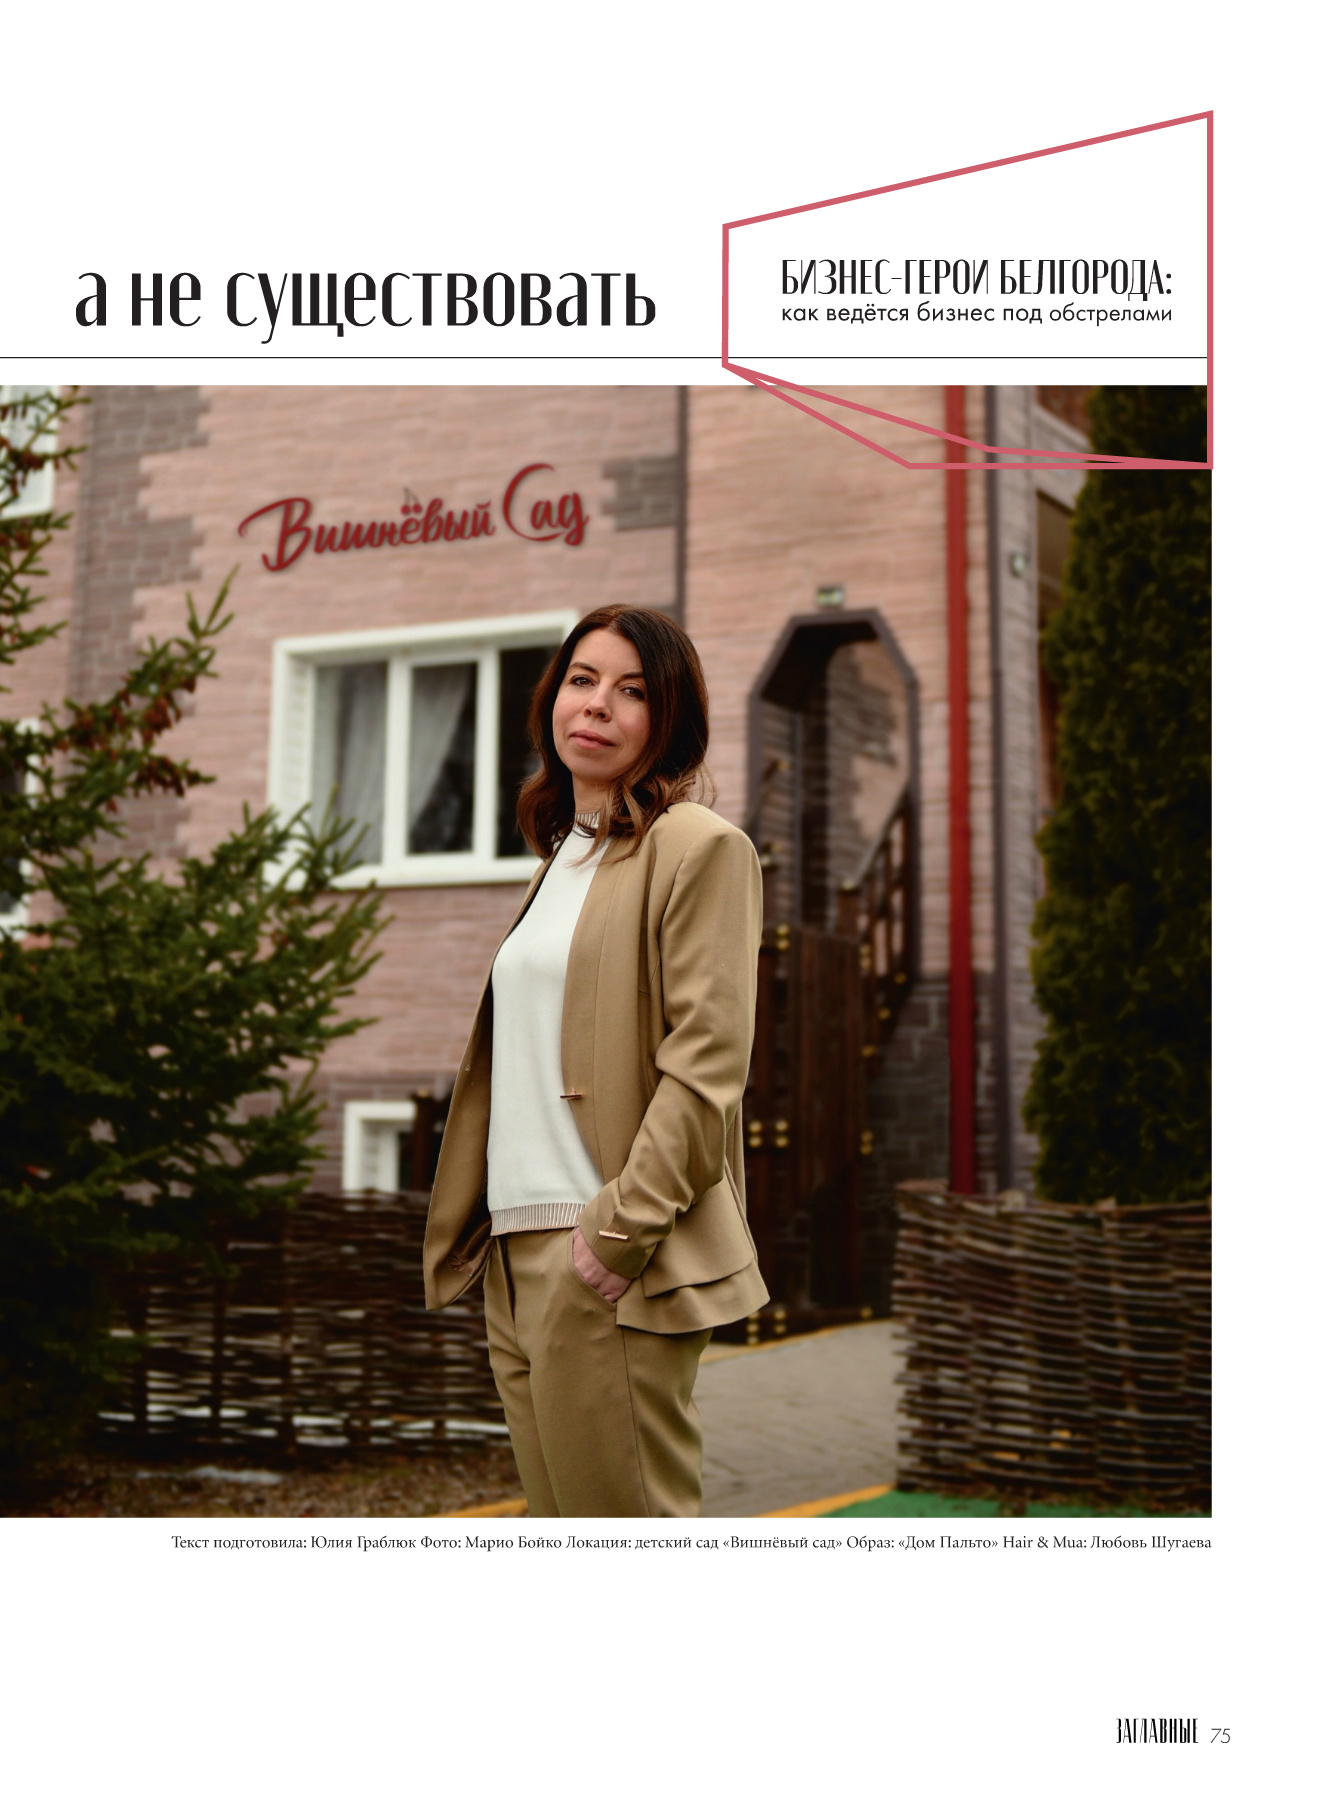 а не существовать
БИЗНЕС-ГЕРОИ БЕЛГОРОДА:
как ведётся бизнес под обстрелами
Вишнёвый Сад
Текст подготовила: Юлия Граблюк Фото: Марио Бойко Локация: детский сад «Вишнёвый сад» Образ: «Дом Пальто» Hair & Mua: Любовь Шугаева
ЗАГЛАВНЫЕ 75